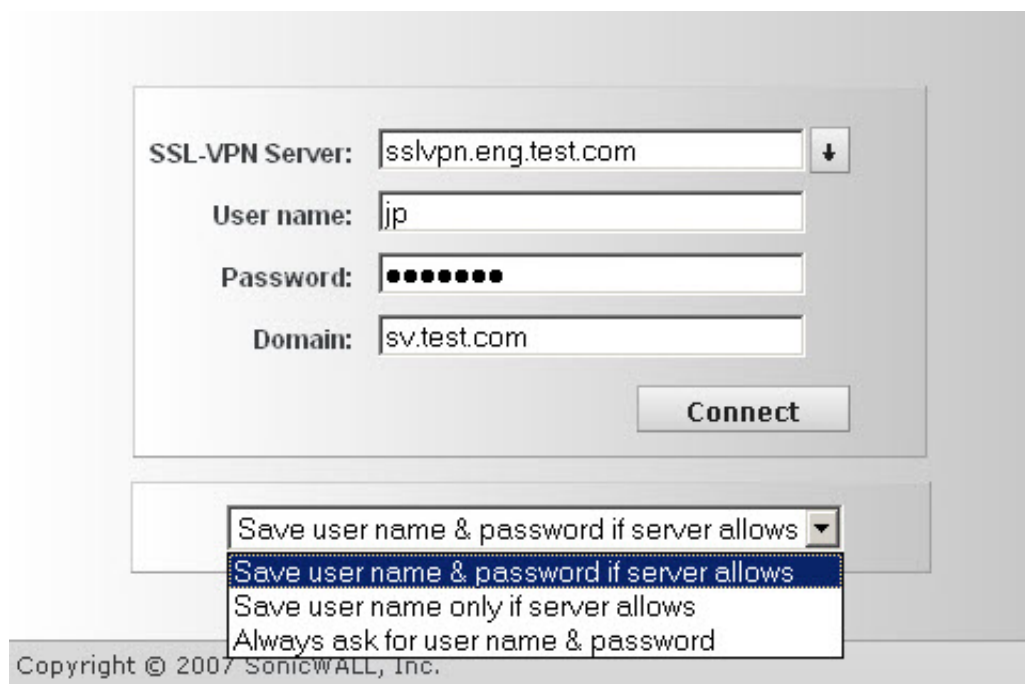 SSL-VPN Server: sslvpn.eng.test.com
User name: jp
Password: ●●●●●●●
Domain: sv.test.com
Connect
Save user name & password if server allows
Save user name & password if server allows
Save user name only if server allows
Always ask for user name & password
Copyright © 2007 SonicWALL, Inc.